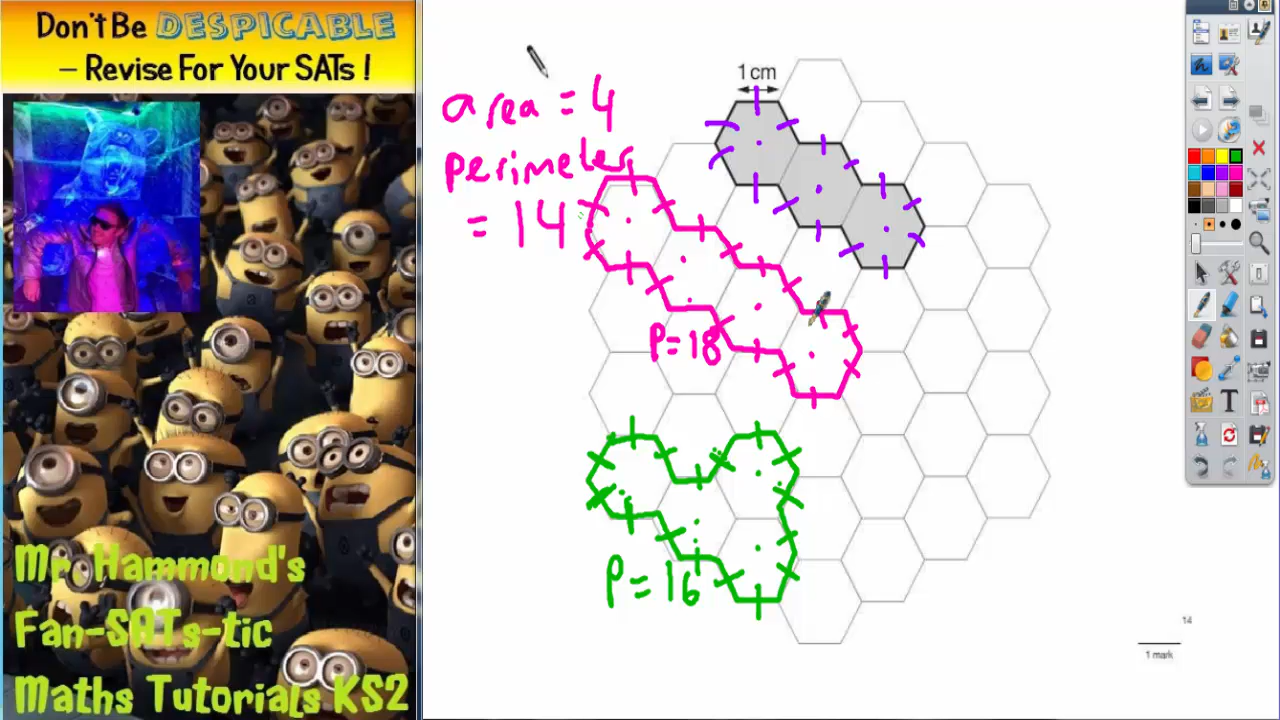 Don't Be DESPICABLE
– Revise For Your SATs !
Mr. Hammond's
Fan-SATs-tic
Maths Tutorials KS2
1 cm
area = 4
perimeter
= 14
P=18
P=16
14
1 mark